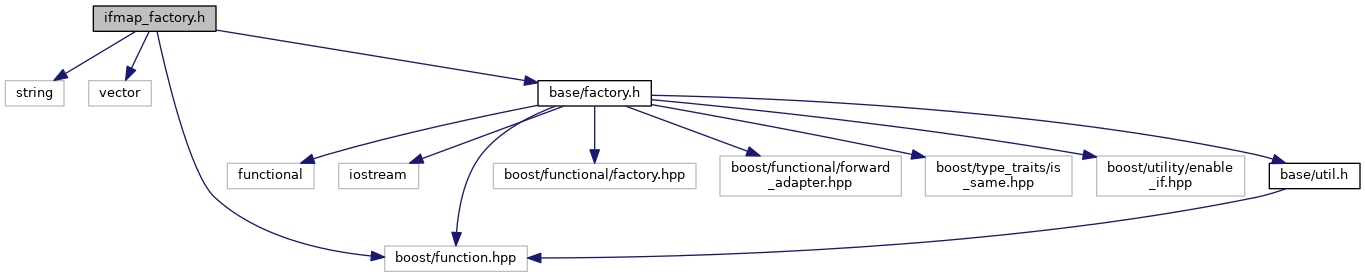 ifmap_factory.h
string
vector
base/factory.h
functional
iostream
boost/functional/factory.hpp
boost/functional/forward
_adapter.hpp
boost/type_traits/is
_same.hpp
boost/utility/enable
_if.hpp
base/util.h
boost/function.hpp